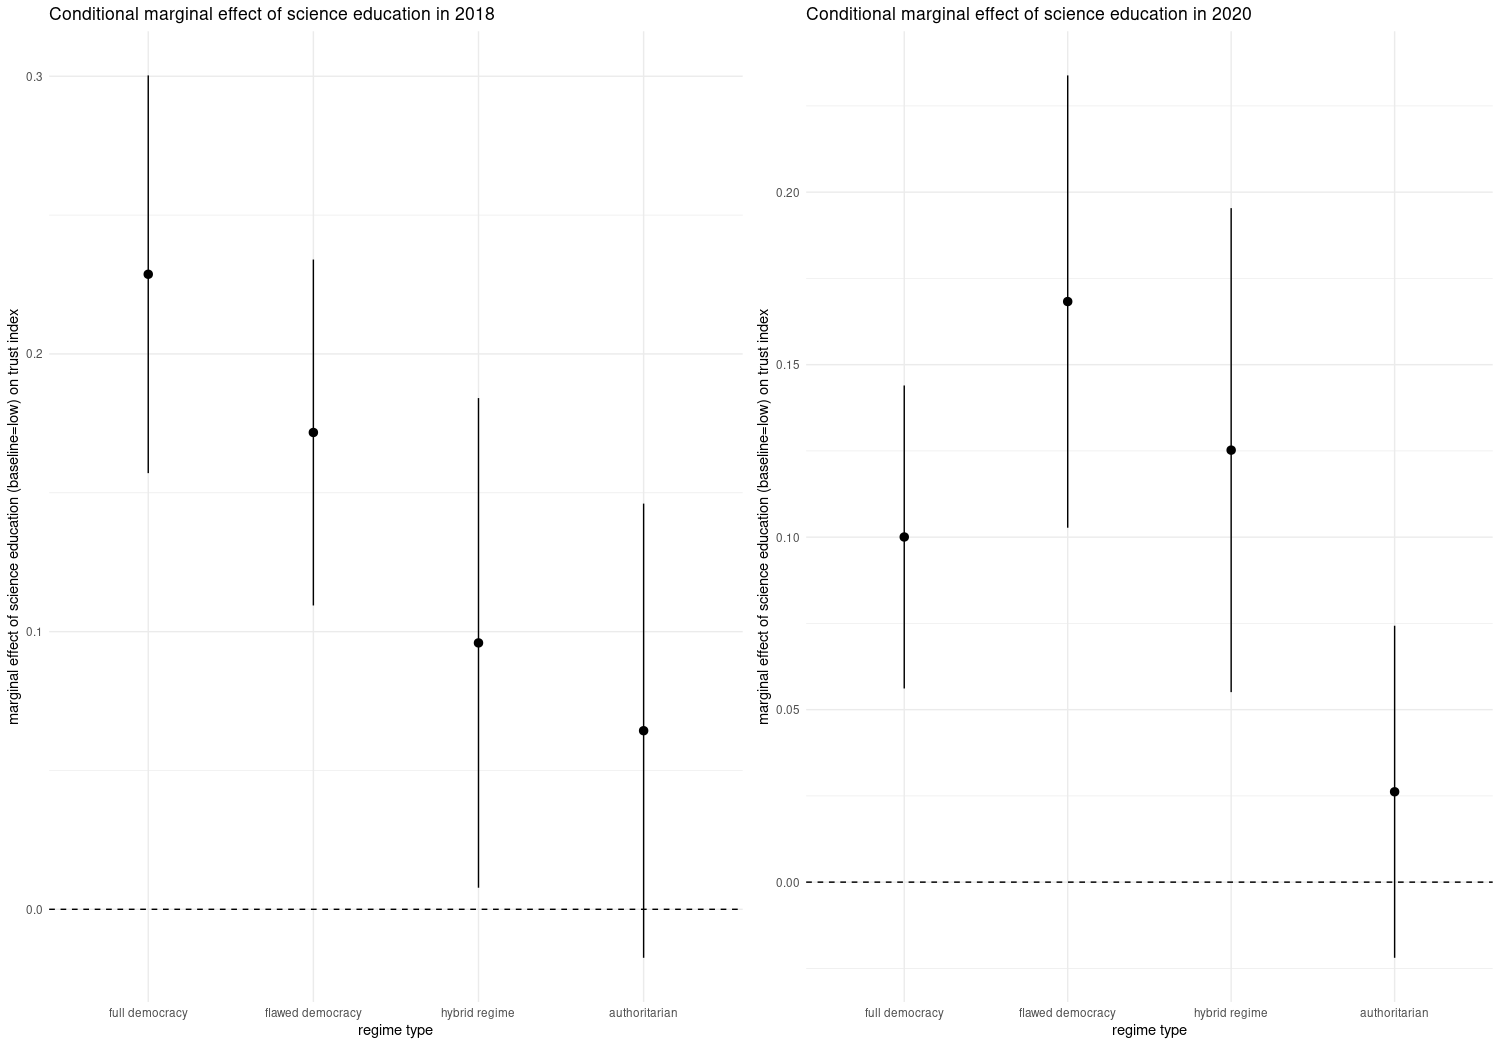 Conditional marginal effect of science education in 2018
marginal effect of science education (baseline=low) on trust index
0.3
0.2
0.1
0.0
full democracy
flawed democracy
hybrid regime
authoritarian
regime type
Conditional marginal effect of science education in 2020
marginal effect of science education (baseline=low) on trust index
0.20
0.15
0.10
0.05
0.00
full democracy
flawed democracy
hybrid regime
authoritarian
regime type